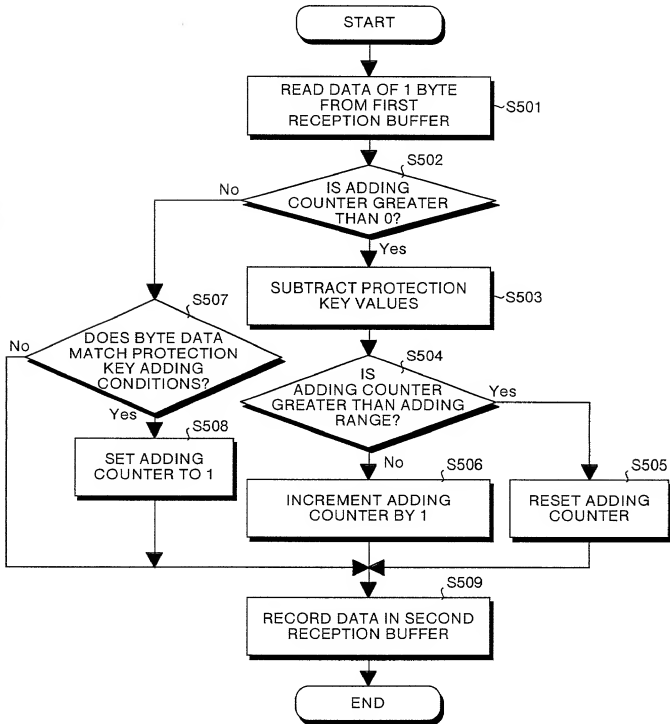 START
READ DATA OF 1 BYTE
FROM FIRST
RECEPTION BUFFER
S501
S502
IS ADDING
COUNTER GREATER
THAN 0?
No
Yes
SUBTRACT PROTECTION
KEY VALUES
S503
S507
DOES BYTE DATA
MATCH PROTECTION
KEY ADDING
CONDITIONS?
No
Yes
S504
IS
ADDING COUNTER
GREATER THAN ADDING
RANGE?
Yes
No
S508
SET ADDING
COUNTER TO 1
S506
INCREMENT ADDING
COUNTER BY 1
S505
RESET ADDING
COUNTER
S509
RECORD DATA IN SECOND
RECEPTION BUFFER
END